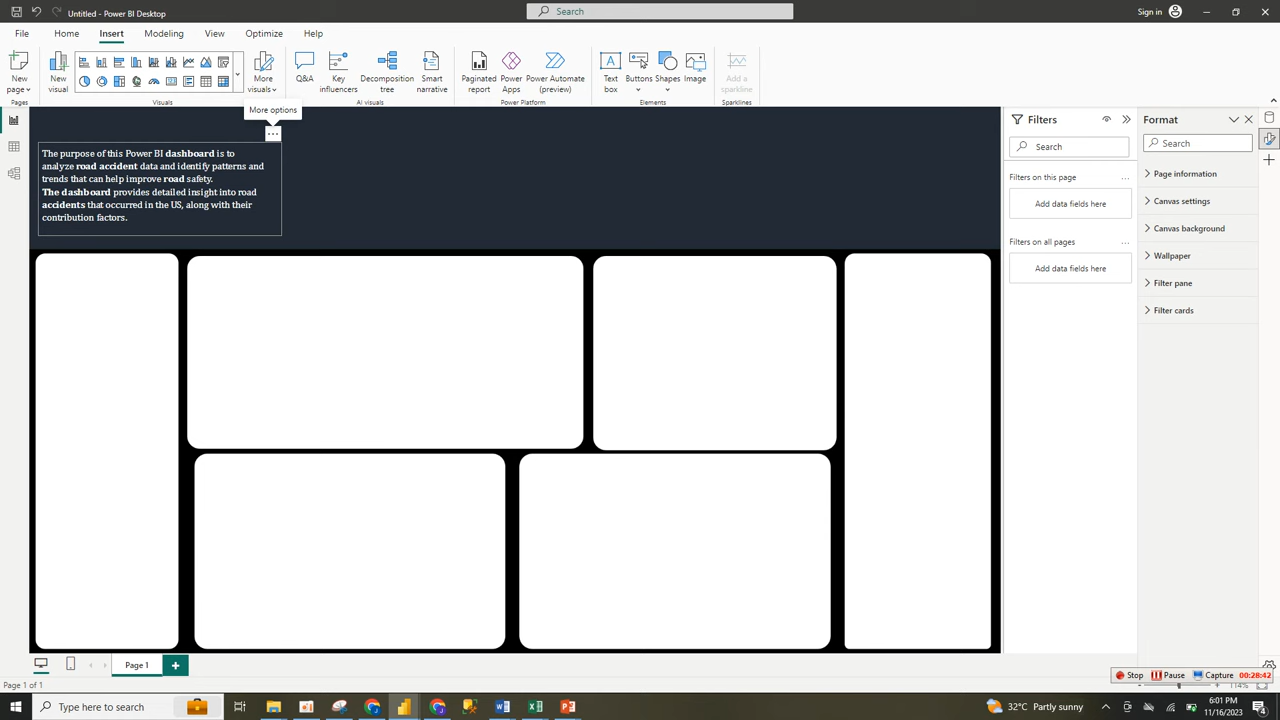 Untitled - Power BI Desktop
Search
Sign in
File
Home
Insert
Modeling
View
Optimize
Help
New page
New visual
More visuals
Q&A
Key influencers
Decomposition tree
Smart narrative
Paginated report
Power Apps
Power Automate (preview)
Text box
Buttons
Shapes
Image
Add a sparkline
Pages
Visuals
AI visuals
Power Platform
Elements
Sparklines
More options
The purpose of this Power BI dashboard is to
analyze road accident data and identify patterns and
trends that can help improve road safety.
The dashboard provides detailed insight into road
accidents that occurred in the US, along with their
contribution factors.
Filters
Search
Filters on this page
Add data fields here
Filters on all pages
Add data fields here
Format
Search
Page information
Canvas settings
Canvas background
Wallpaper
Filter pane
Filter cards
Page 1
Page 1 of 1
Stop
Pause
Capture
00:28:42
114%
Type here to search
32°C Partly sunny
6:01 PM
11/16/2023